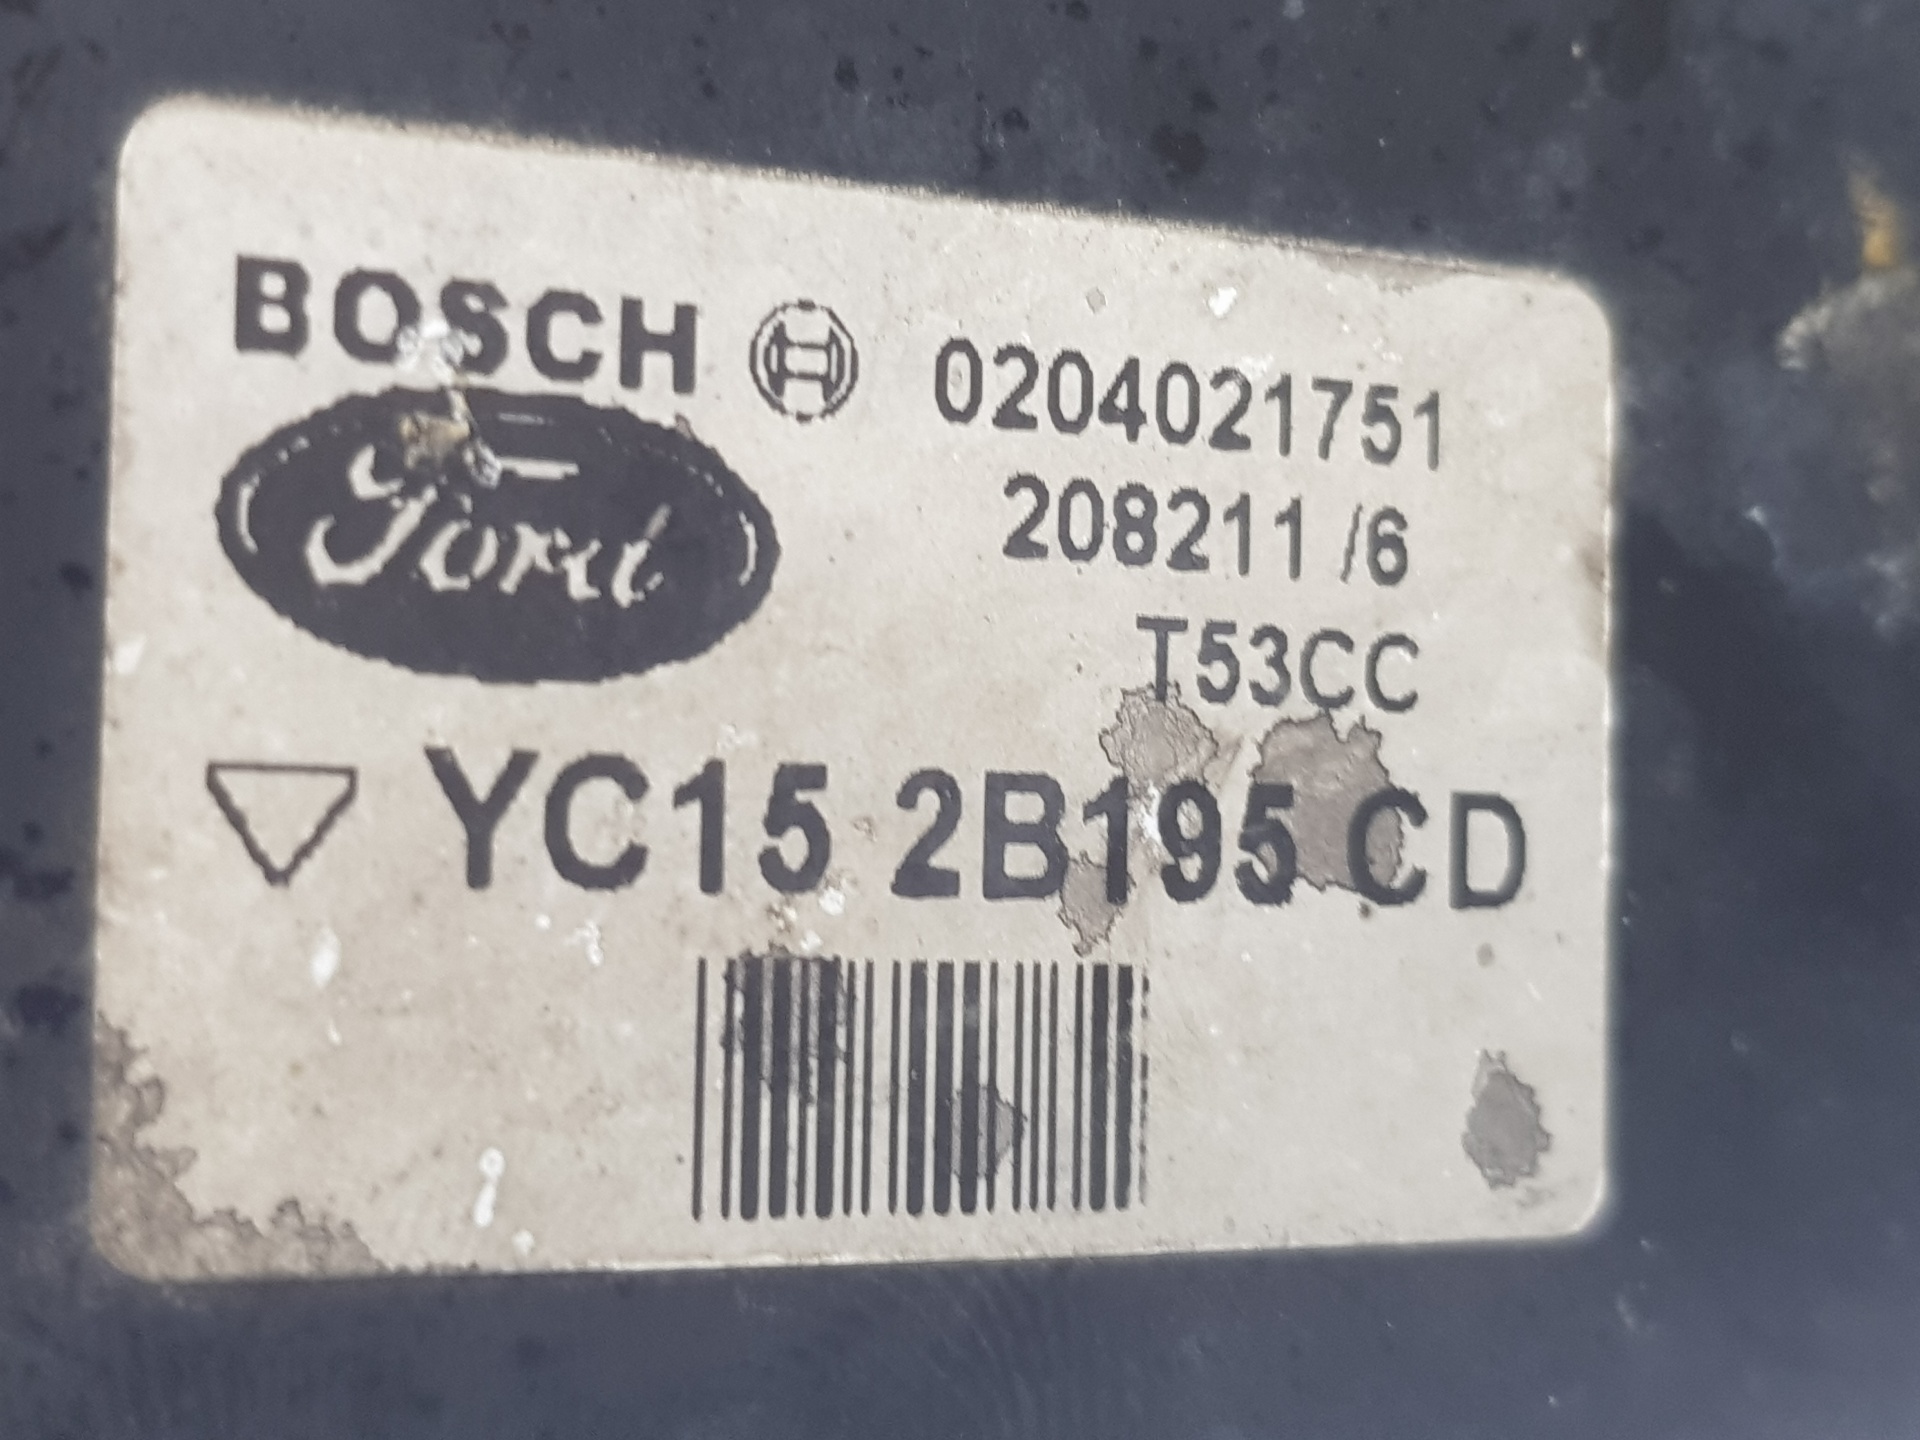 BOSCH 0204021751
Ford
208211 /6
T53CC
YC15 2B195 CD